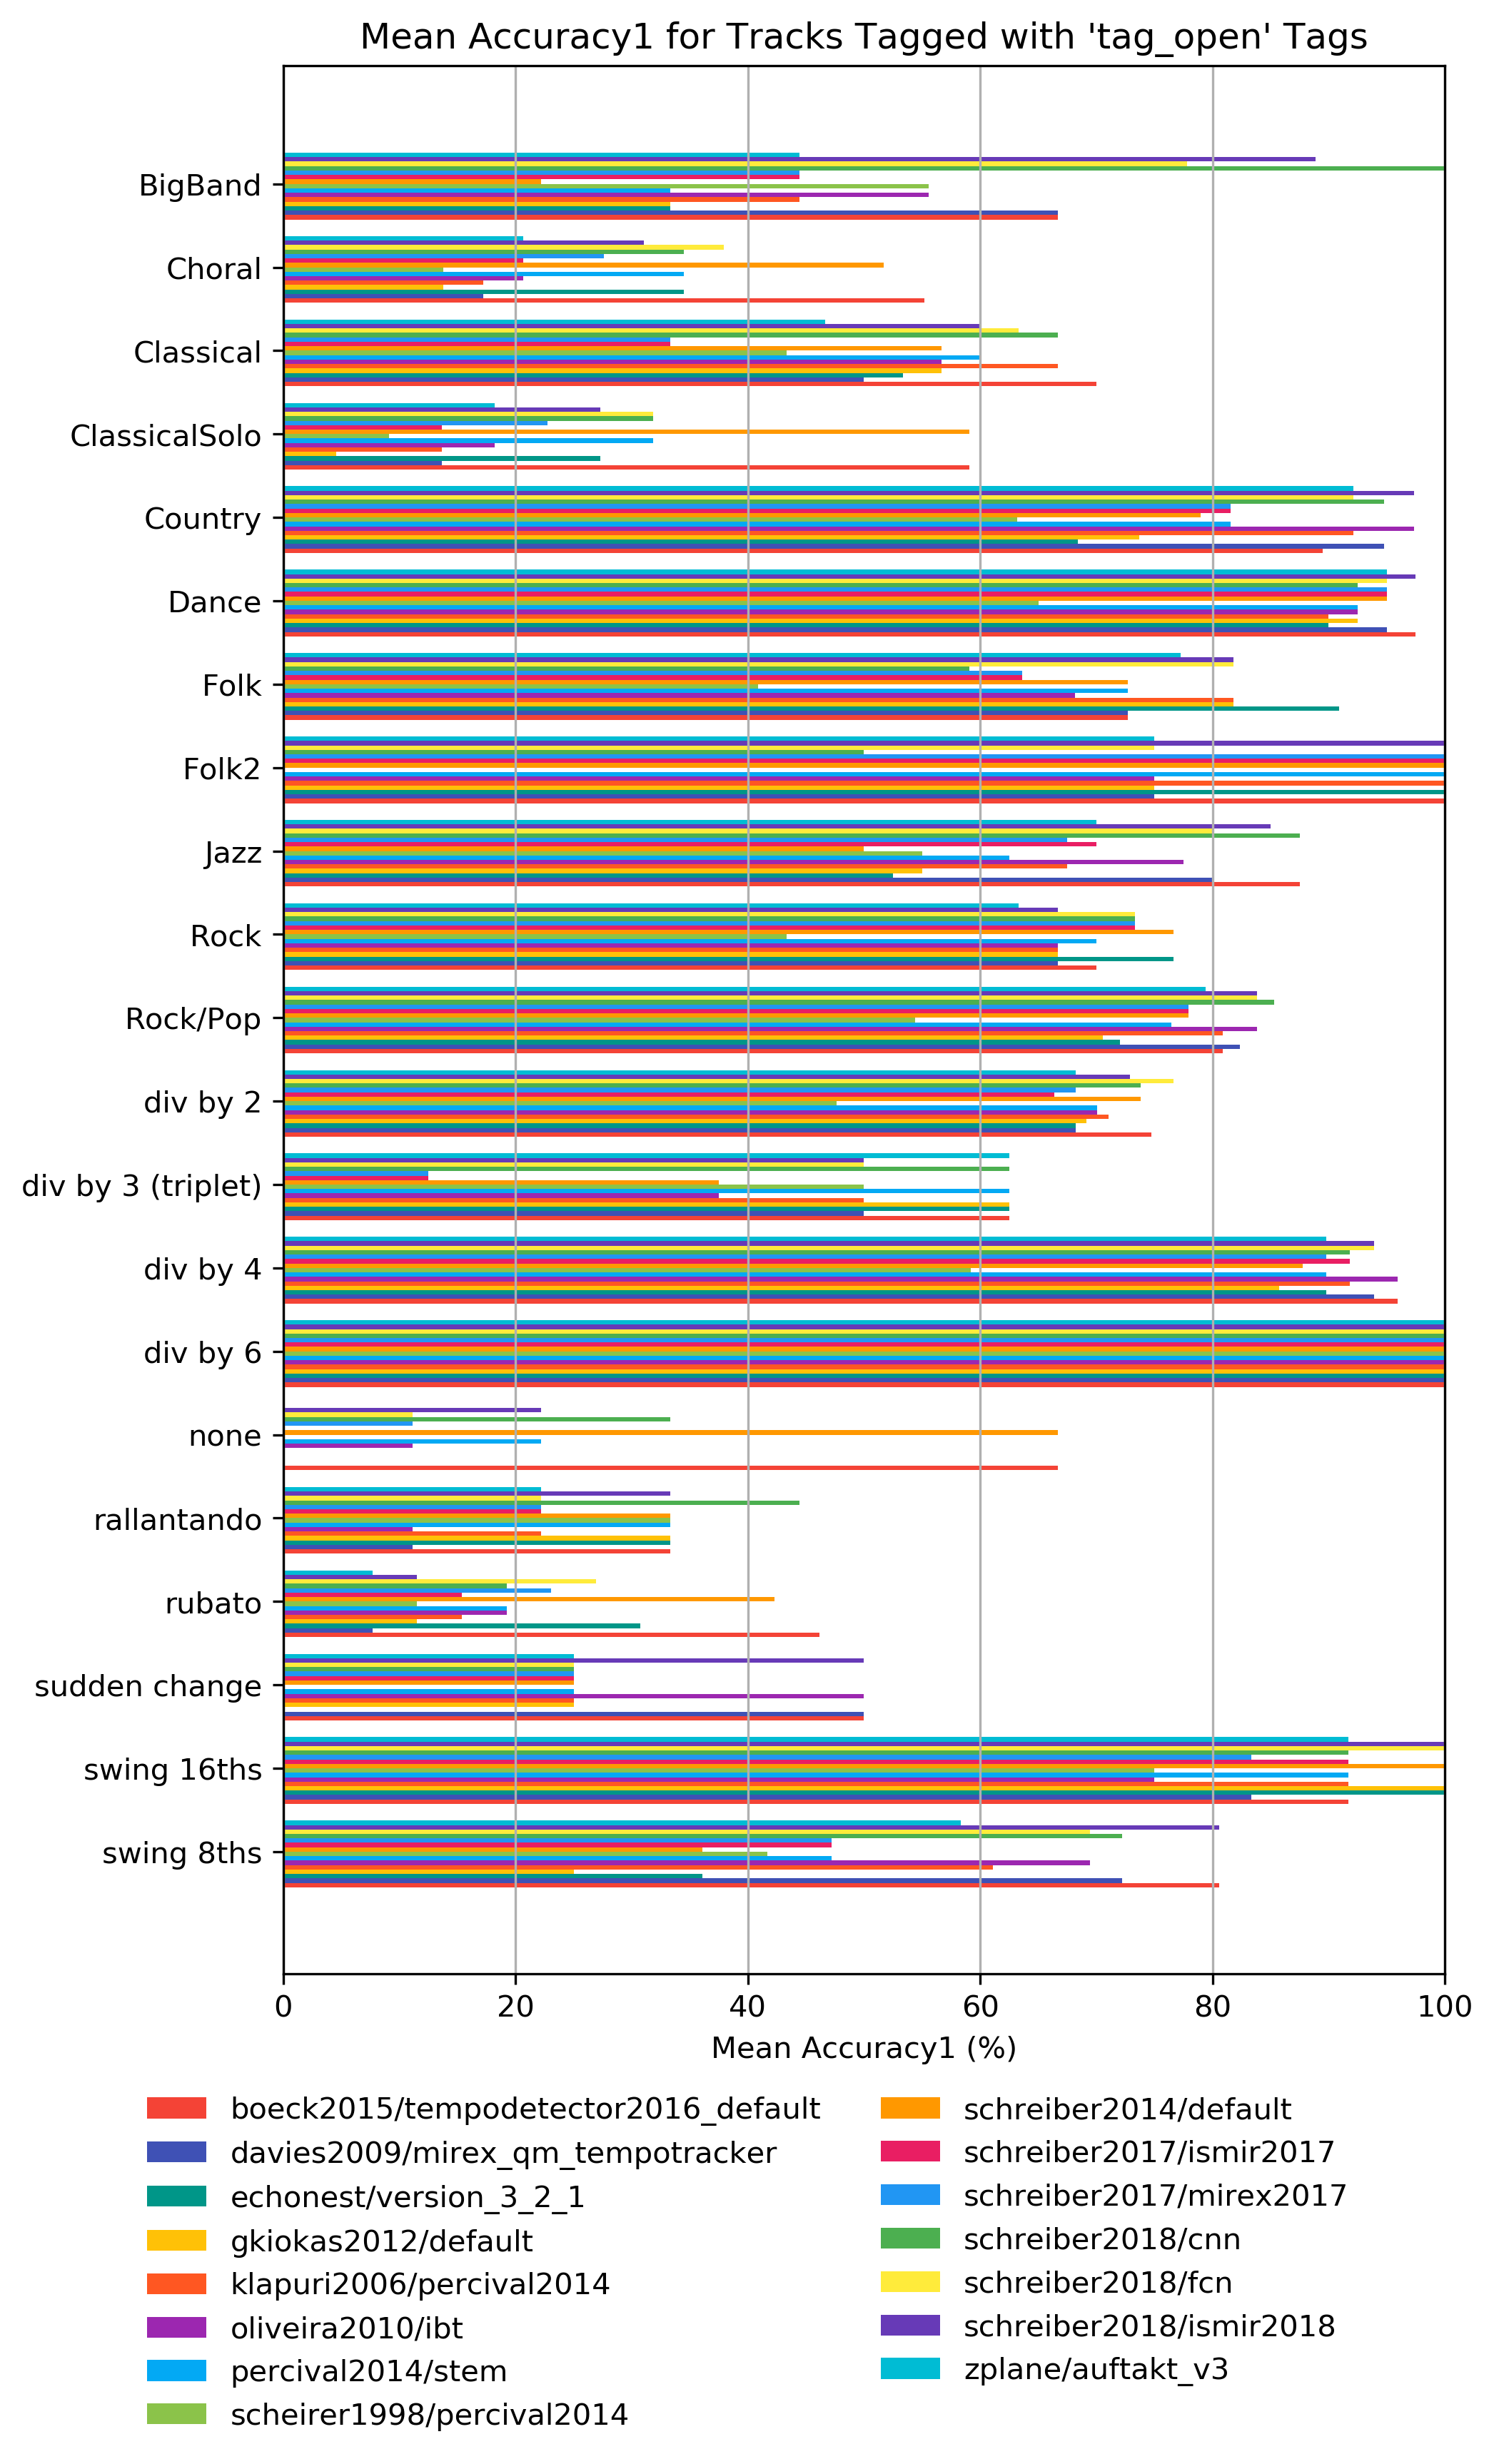 Mean Accuracy1 for Tracks Tagged with 'tag_open' Tags
BigBand
Choral
Classical
ClassicalSolo
Country
Dance
Folk
Folk2
Jazz
Rock
Rock/Pop
div by 2
div by 3 (triplet)
div by 4
div by 6
none
rallantando
rubato
sudden change
swing 16ths
swing 8ths
0 20 40 60 80 100
Mean Accuracy1 (%)
boeck2015/tempodetector2016_default
davies2009/mirex_qm_tempotracker
echonest/version_3_2_1
gkiokas2012/default
klapuri2006/percival2014
oliveira2010/ibt
percival2014/stem
scheirer1998/percival2014
schreiber2014/default
schreiber2017/ismir2017
schreiber2017/mirex2017
schreiber2018/cnn
schreiber2018/fcn
schreiber2018/ismir2018
zplane/auftakt_v3